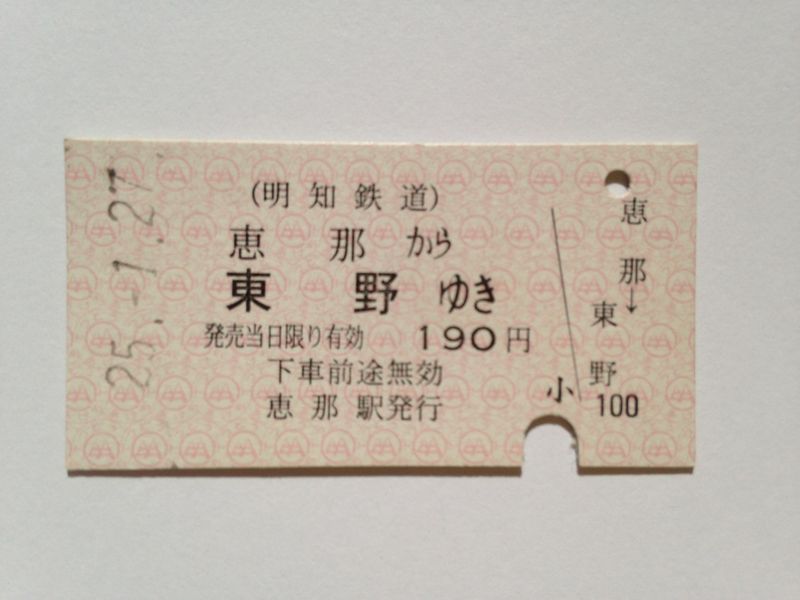 25.-1.27
(明知鉄道)
恵那から
東野ゆき
発売当日限り有効 190円
下車前途無効
恵那駅発行
小
恵那→東野
100